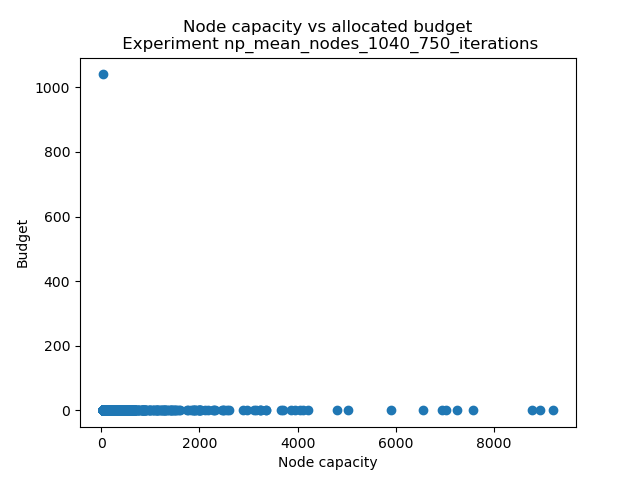 Node capacity vs allocated budget
Experiment np_mean_nodes_1040_750_iterations
1000
800
600
400
200
0
Budget
0 2000 4000 6000 8000
Node capacity